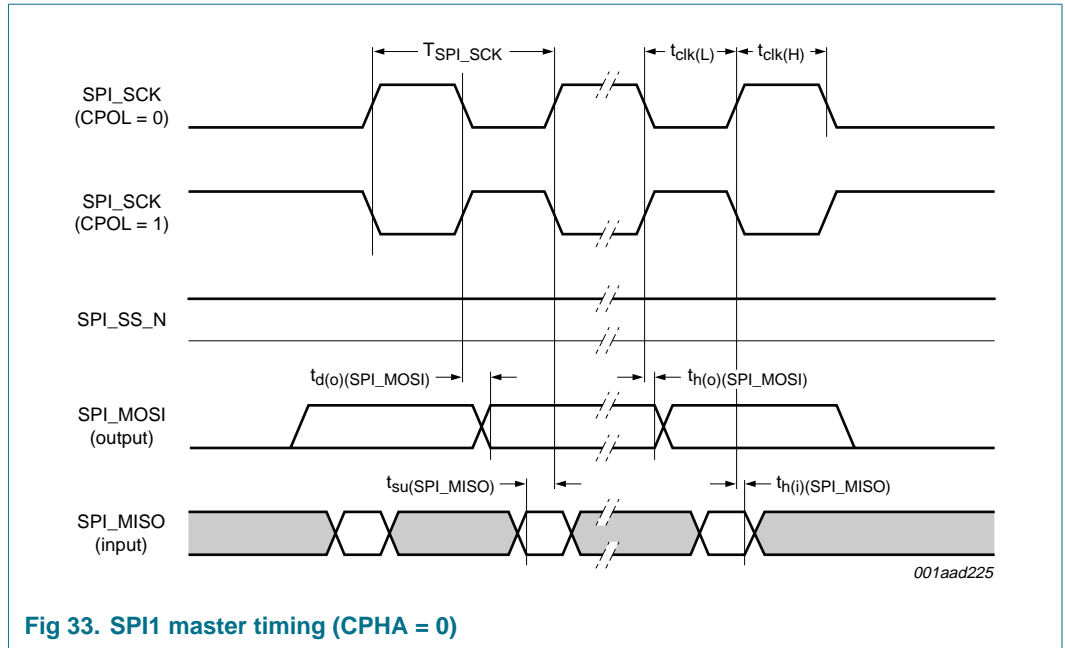 T_SPI_SCK
t_clk(L)
t_clk(H)
SPI_SCK
(CPOL = 0)
SPI_SCK
(CPOL = 1)
SPI_SS_N
t_d(o)(SPI_MOSI)
t_h(o)(SPI_MOSI)
SPI_MOSI
(output)
t_su(SPI_MISO)
t_h(i)(SPI_MISO)
SPI_MISO
(input)
001aad225
Fig 33. SPI1 master timing (CPHA = 0)